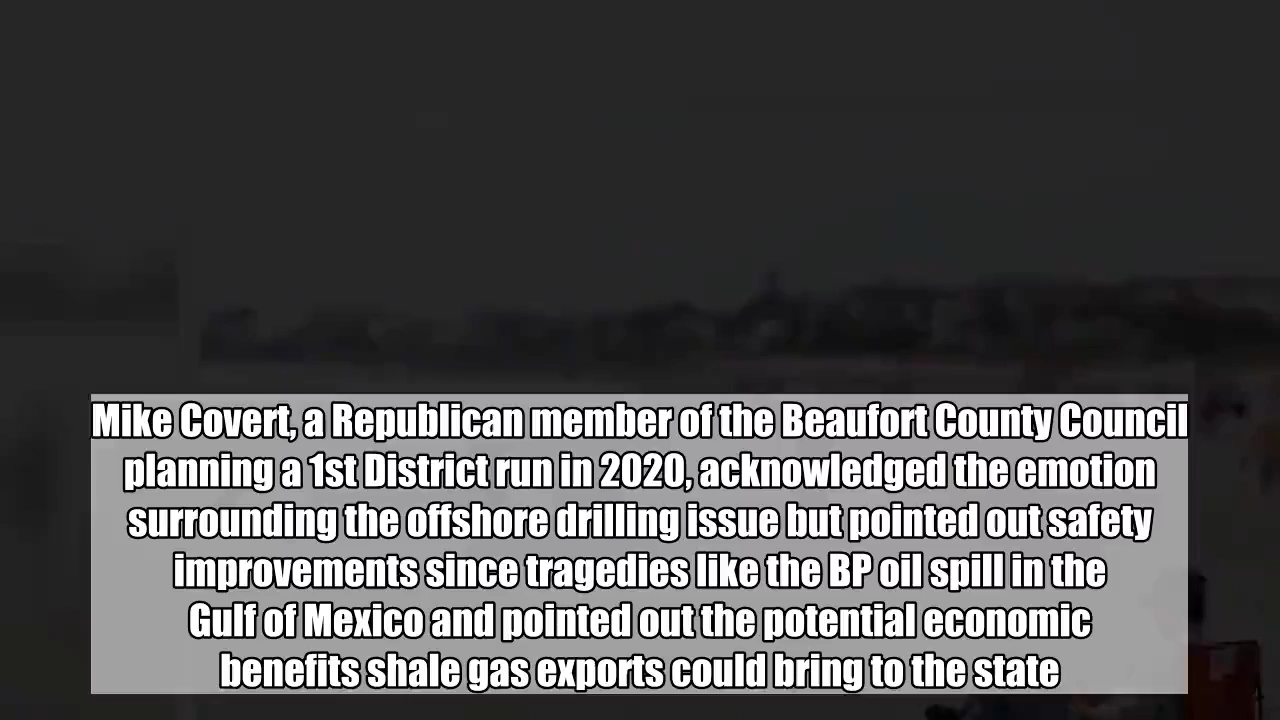 Mike Covert, a Republican member of the Beaufort County Council
planning a 1st District run in 2020, acknowledged the emotion
surrounding the offshore drilling issue but pointed out safety
improvements since tragedies like the BP oil spill in the
Gulf of Mexico and pointed out the potential economic
benefits shale gas exports could bring to the state